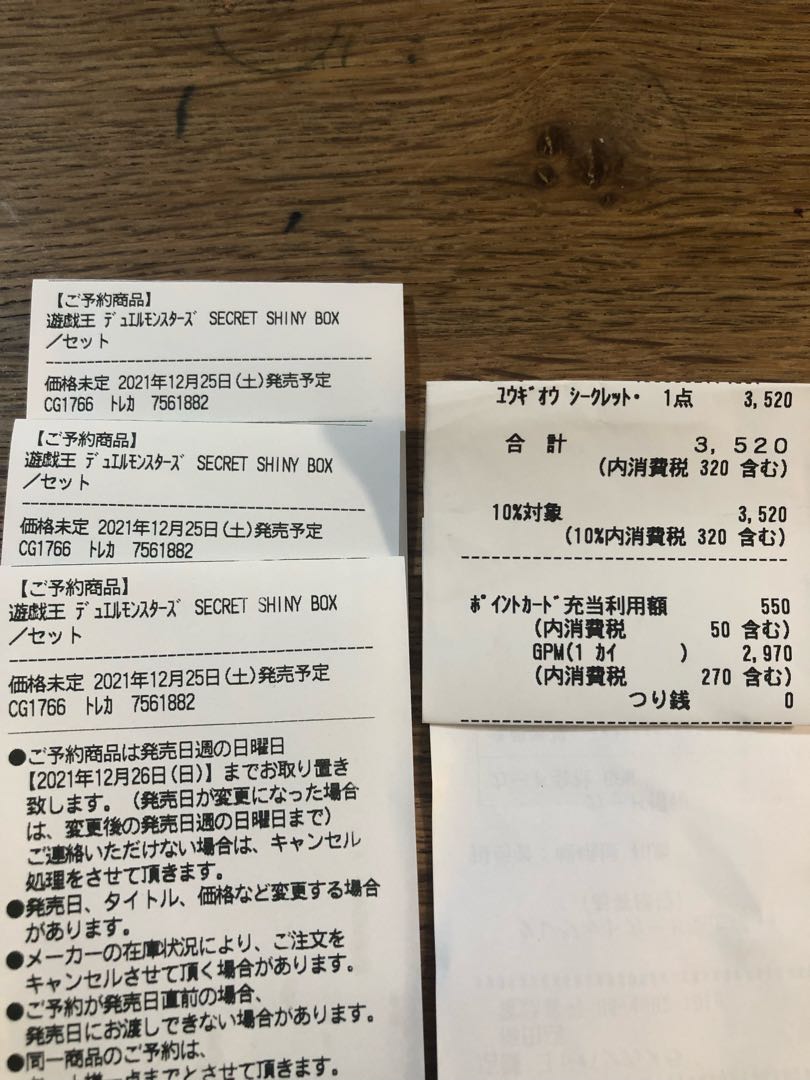 【ご予約商品】
遊戯王 ﾃﾞｭｴﾙﾓﾝｽﾀｰｽﾞ SECRET SHINY BOX
／セット
価格未定 2021年12月25日(土)発売予定
CG1766 ﾄﾚｶ 7561882
【ご予約商品】
遊戯王 ﾃﾞｭｴﾙﾓﾝｽﾀｰｽﾞ SECRET SHINY BOX
／セット
価格未定 2021年12月25日(土)発売予定
CG1766 ﾄﾚｶ 7561882
【ご予約商品】
遊戯王 ﾃﾞｭｴﾙﾓﾝｽﾀｰｽﾞ SECRET SHINY BOX
／セット
価格未定 2021年12月25日(土)発売予定
CG1766 ﾄﾚｶ 7561882
●ご予約商品は発売日週の日曜日
【2021年12月26日(日)】までお取り置き
致します。（発売日が変更になった場合
は、変更後の発売日週の日曜日まで）
ご連絡いただけない場合は、キャンセル
処理をさせて頂きます。
●発売日、タイトル、価格など変更する場合
があります。
●メーカーの在庫状況により、ご注文を
キャンセルさせて頂く場合があります。
●ご予約が発売日直前の場合、
発売日にお渡しできない場合があります。
●同一商品のご予約は、
一点までとさせて頂きます。
ﾕｳｷﾞｵｳ ｼｰｸﾚｯﾄ･ 1点 3,520
合 計 3,520
(内消費税 320 含む)
10%対象 3,520
(10%内消費税 320 含む)
ﾎﾟｲﾝﾄｶｰﾄﾞ充当利用額 550
(内消費税 50 含む)
GPM(1 ｶｲ ) 2,970
(内消費税 270 含む)
つり銭 0